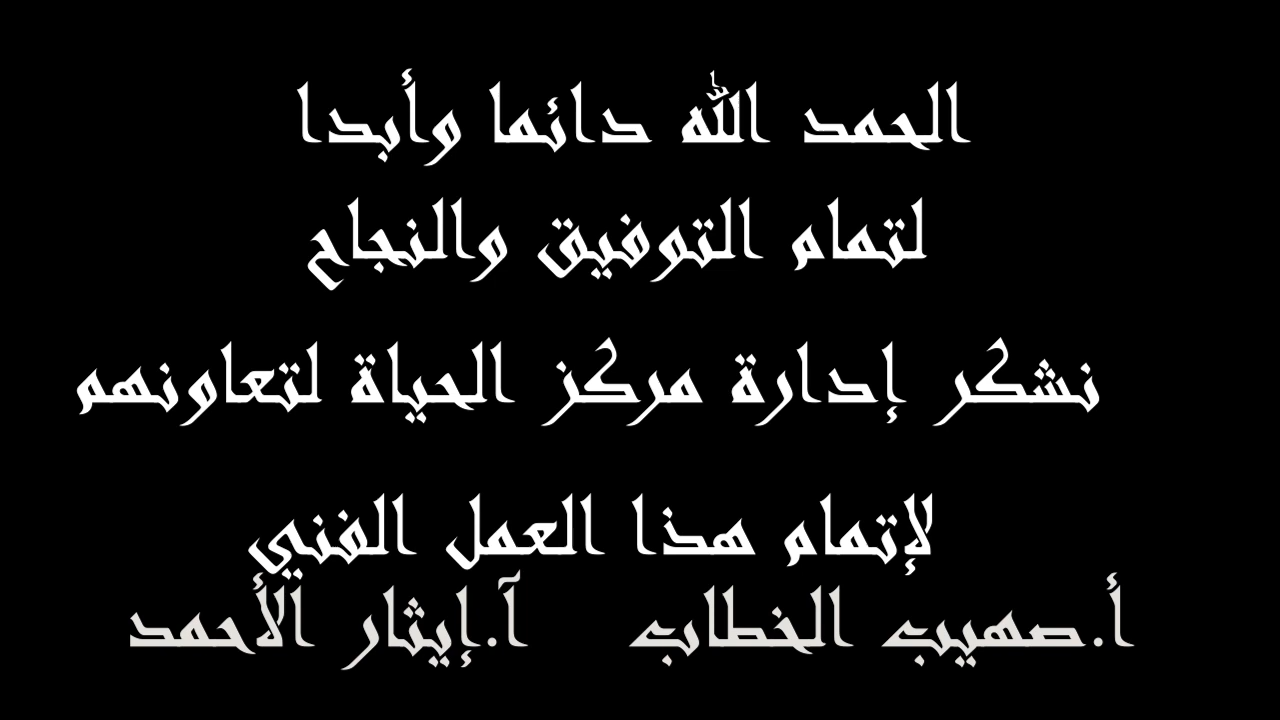 الحمد الله دائما وأبدا
لتمام التوفيق والنجاح
نشكر إدارة مركز الحياة لتعاونهم
لإتمام هذا العمل الفني
أ.صهيب الخطاب آ.إيثار الأحمد